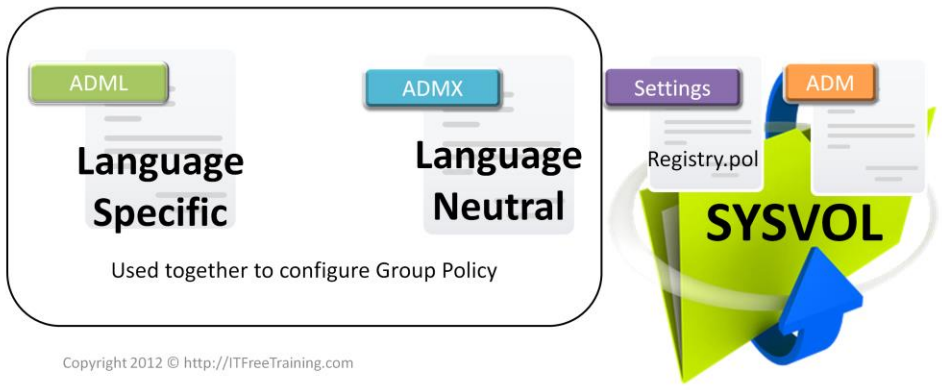 ADML
Language
Specific
ADMX
Language
Neutral
Used together to configure Group Policy
Settings
Registry.pol
ADM
SYSVOL
Copyright 2012 © http://ITFreeTraining.com